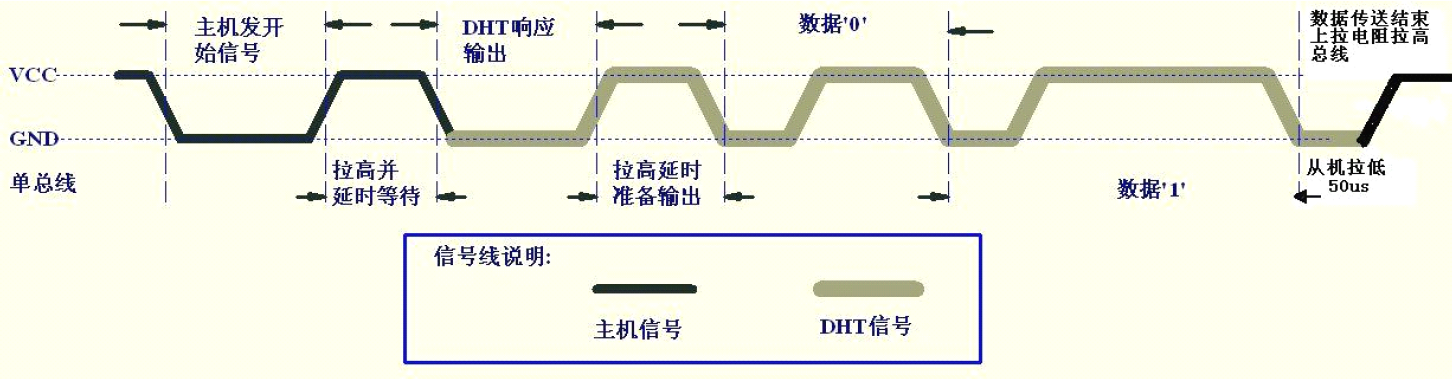 主机发开
始信号
DHT响应
输出
数据'0'
数据传送结束
上拉电阻拉高
总线
VCC
GND
单总线
拉高并
延时等待
拉高延时
准备输出
数据'1'
从机拉低
50us
信号线说明:
主机信号
DHT信号